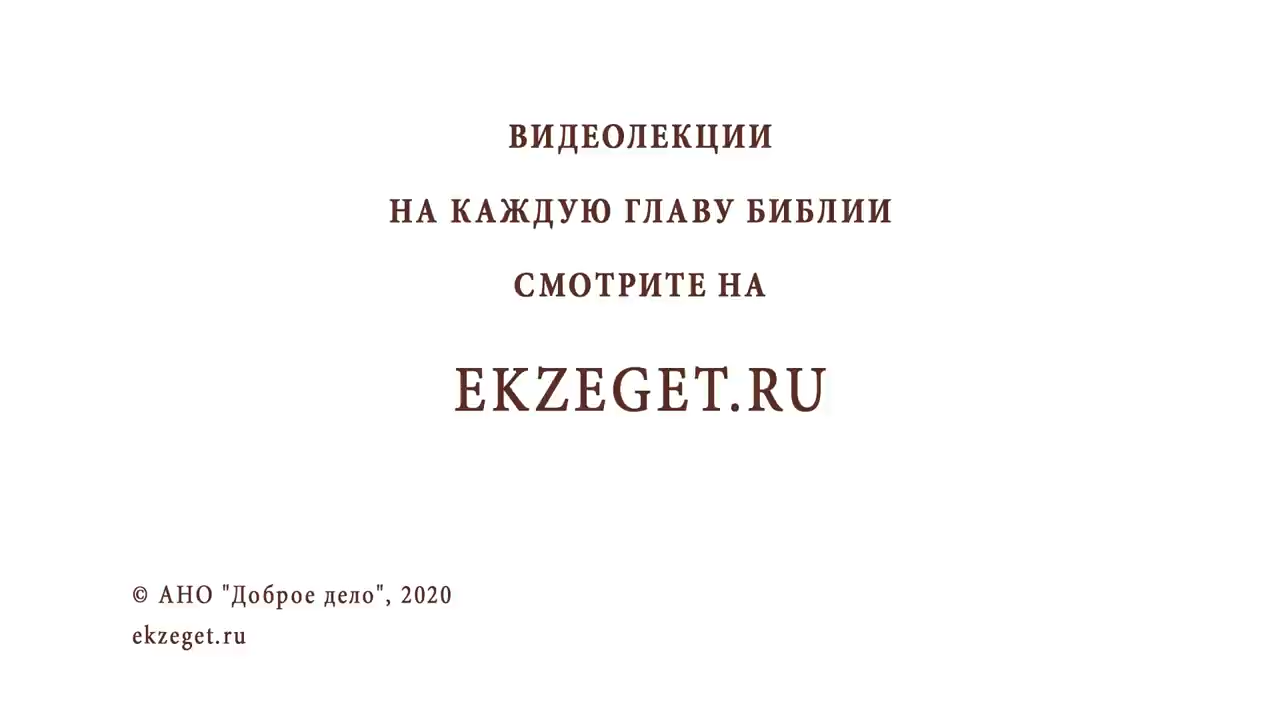 ВИДЕОЛЕКЦИИ
НА КАЖДУЮ ГЛАВУ БИБЛИИ
СМОТРИТЕ НА
EKZEGET.RU
© АНО "Доброе дело", 2020
ekzeget.ru